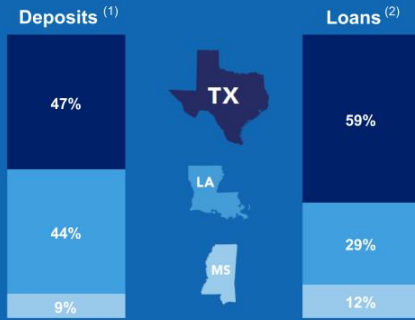 Deposits (1)
Loans (2)
47%
TX
59%
LA
44%
29%
MS
9%
12%